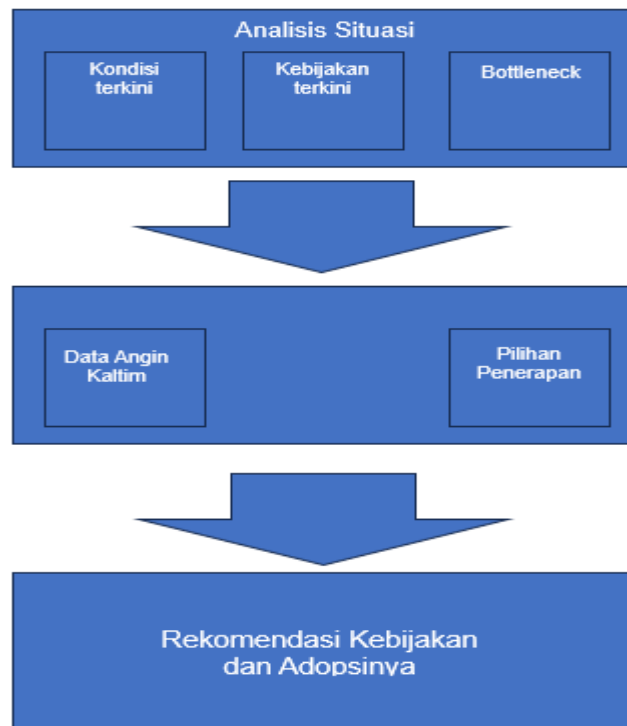 Analisis Situasi
Kondisi
terkini
Kebijakan
terkini
Bottleneck
Data Angin
Kaltim
Pilihan
Penerapan
Rekomendasi Kebijakan
dan Adopsinya